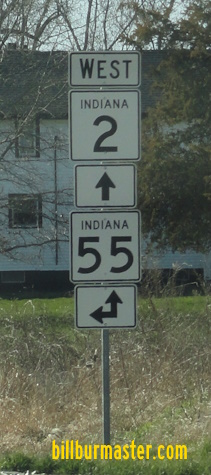 WEST
INDIANA
2
INDIANA
55
billburmaster.com